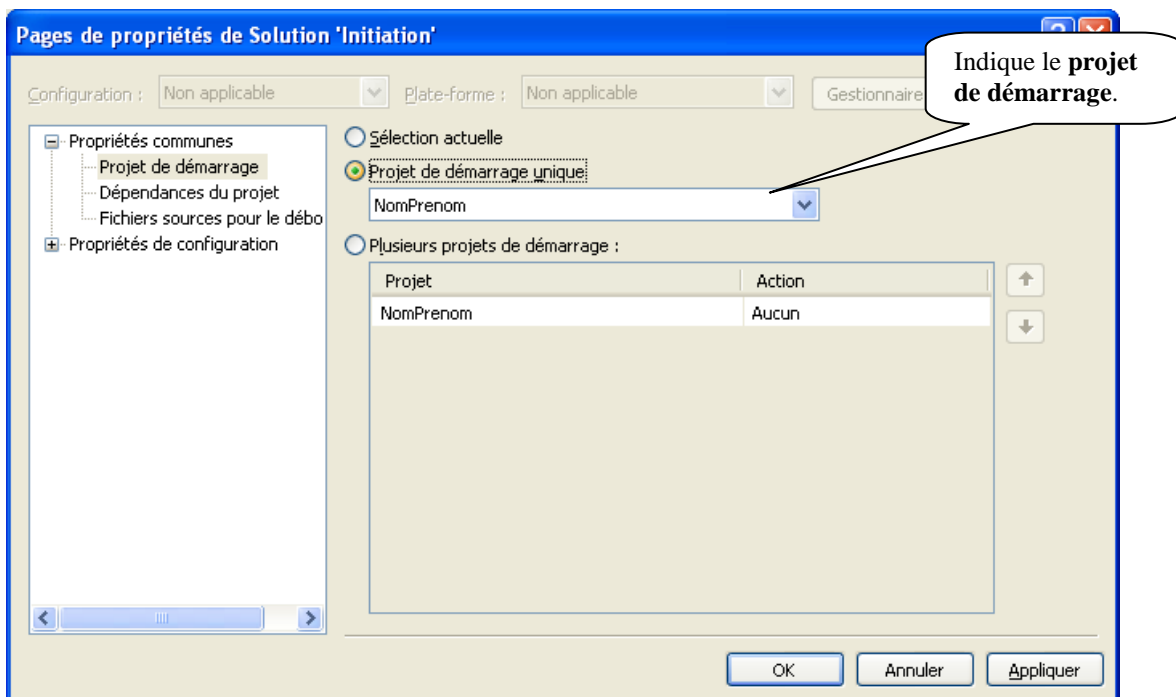 Pages de propriétés de Solution 'Initiation'
Indique le projet
de démarrage.
Configuration : Non applicable Plate-forme : Non applicable Gestionnaire
Propriétés communes
Projet de démarrage
Dépendances du projet
Fichiers sources pour le débo
Propriétés de configuration
Sélection actuelle
Projet de démarrage unique
NomPrenom
Plusieurs projets de démarrage :
Projet Action
NomPrenom Aucun
OK Annuler Appliquer